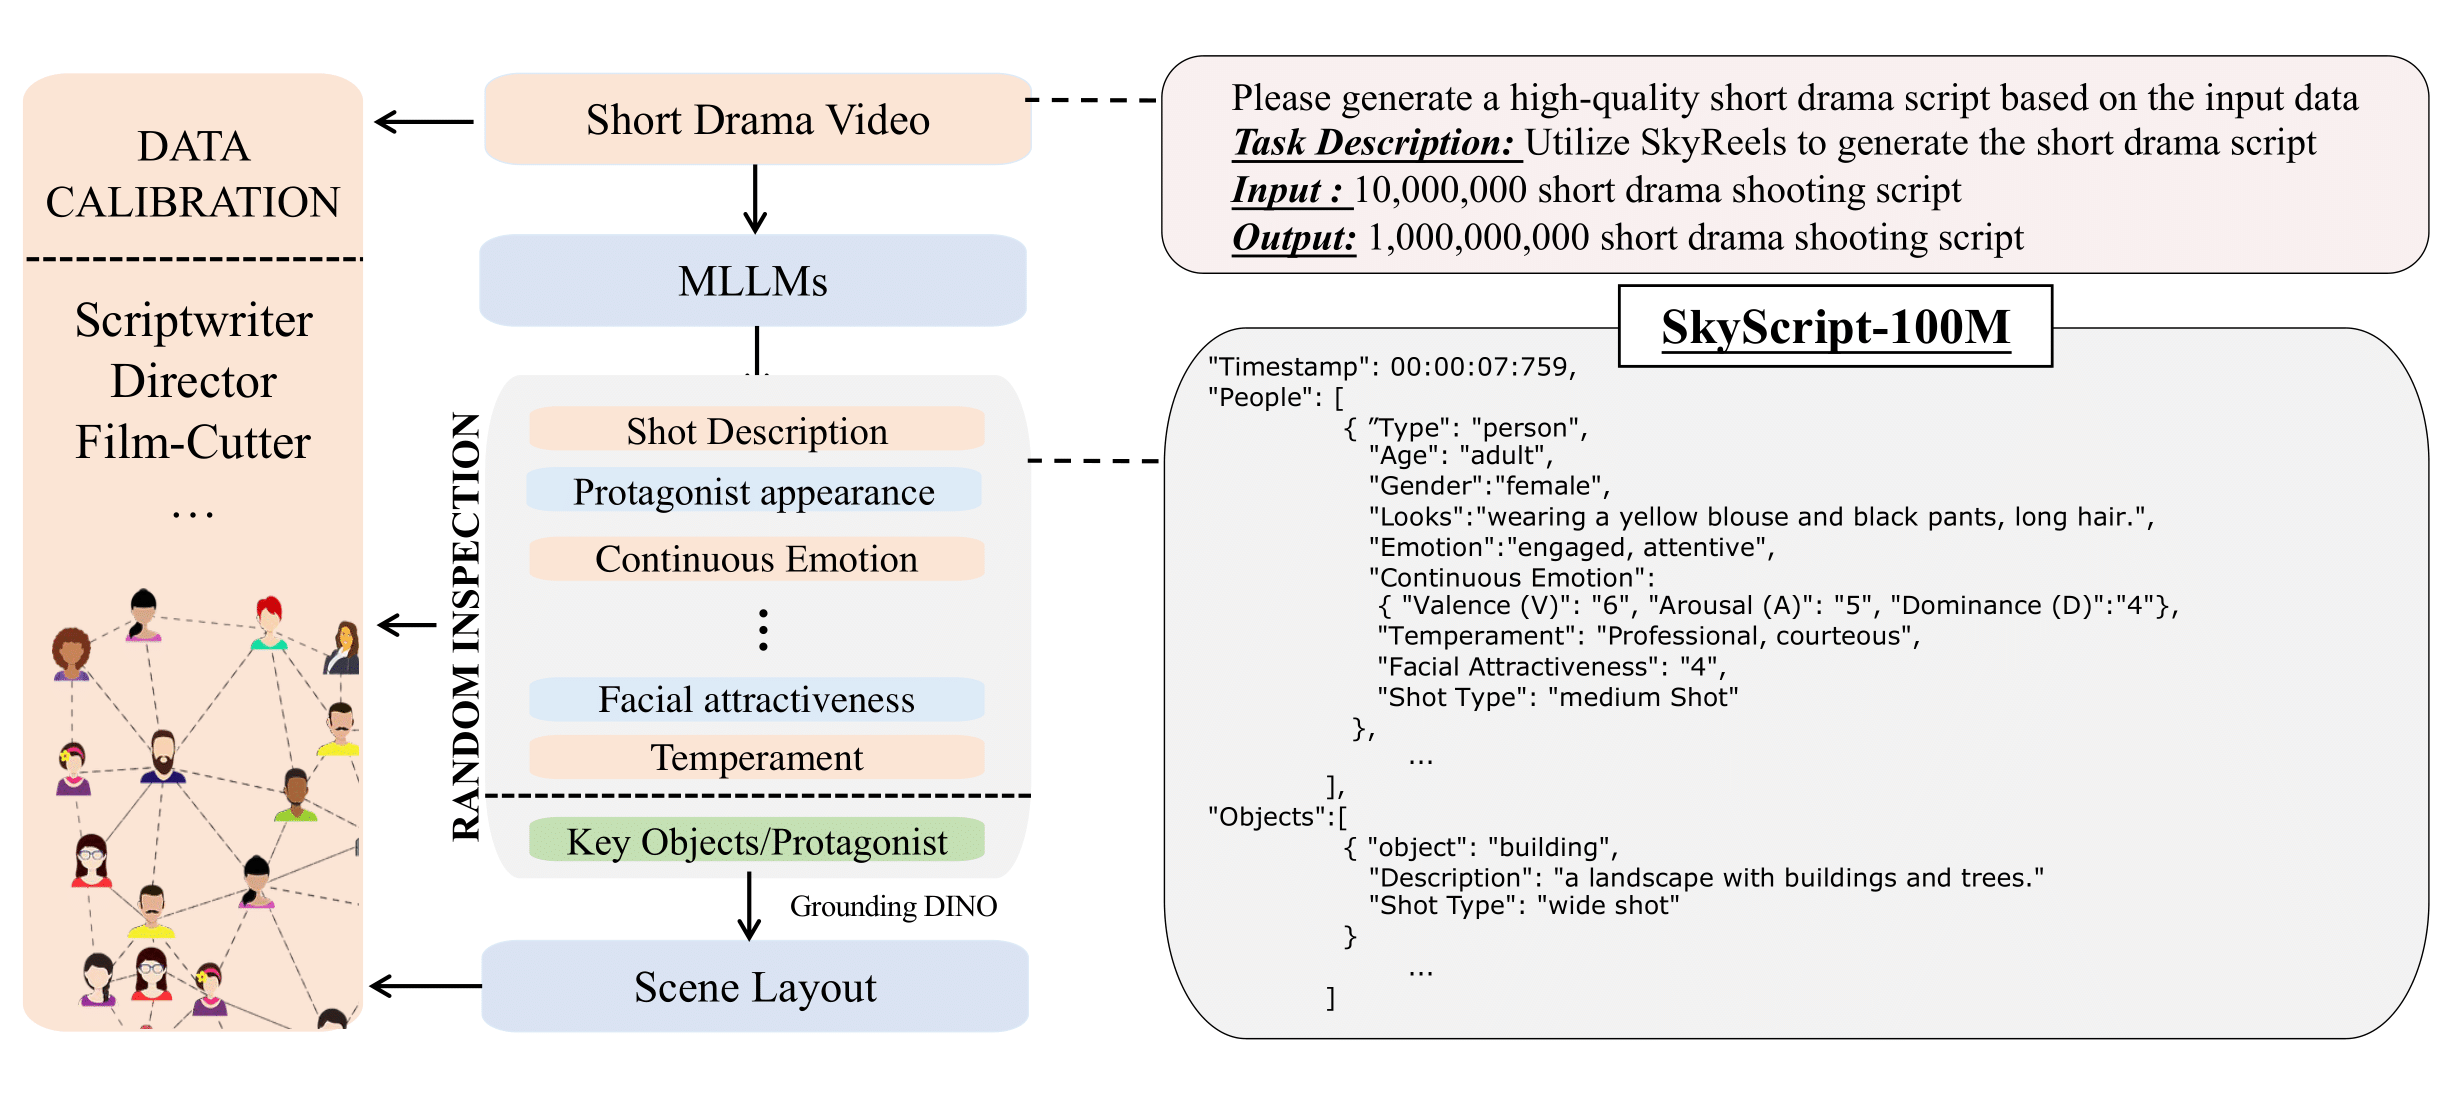 DATA
CALIBRATION
Scriptwriter
Director
Film-Cutter
...
Short Drama Video
MLLMs
RANDOM INSPECTION
Shot Description
Protagonist appearance
Continuous Emotion
Facial attractiveness
Temperament
Key Objects/Protagonist
Grounding DINO
Scene Layout
Please generate a high-quality short drama script based on the input data
Task Description: Utilize SkyReels to generate the short drama script
Input : 10,000,000 short drama shooting script
Output: 1,000,000,000 short drama shooting script
SkyScript-100M
"Timestamp": 00:00:07:759,
"People": [
{ ”Type": "person",
"Age": "adult",
"Gender":"female",
"Looks":"wearing a yellow blouse and black pants, long hair.",
"Emotion":"engaged, attentive",
"Continuous Emotion":
{ "Valence (V)": "6", "Arousal (A)": "5", "Dominance (D)":"4"},
"Temperament": "Professional, courteous",
"Facial Attractiveness": "4",
"Shot Type": "medium Shot"
},
...
],
"Objects":[
{ "object": "building",
"Description": "a landscape with buildings and trees."
"Shot Type": "wide shot"
}
...
]